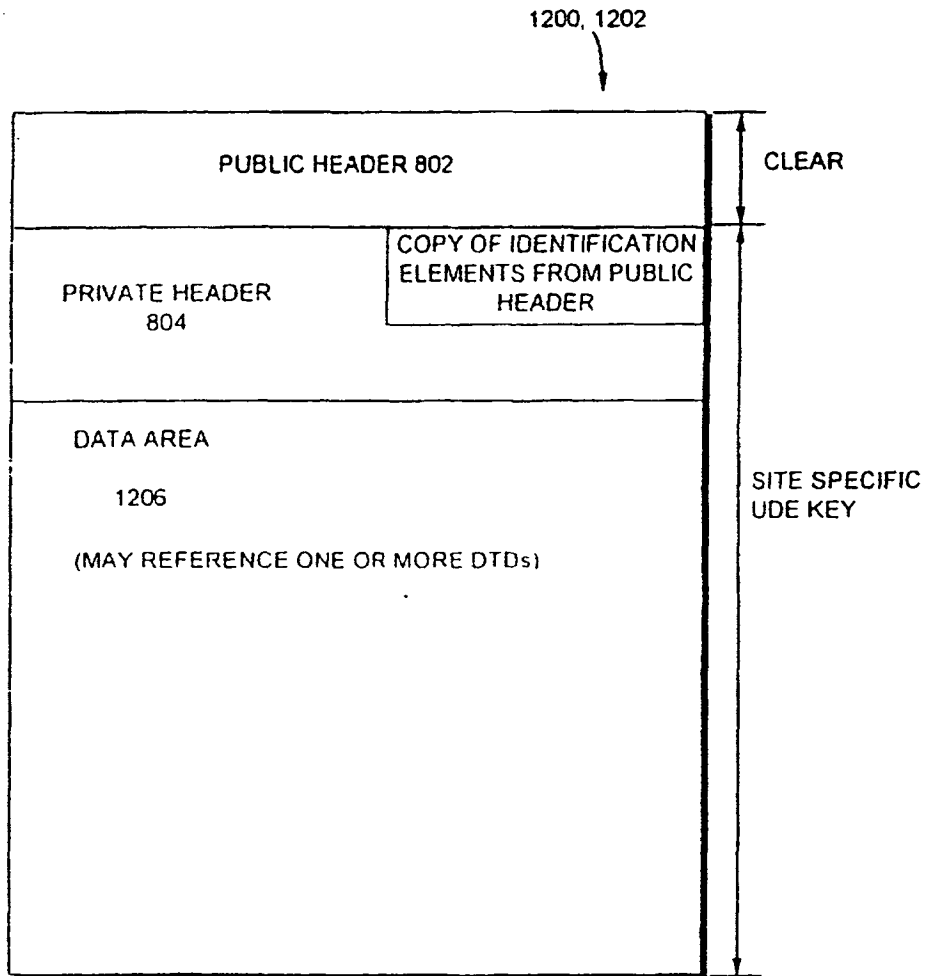 1200, 1202
PUBLIC HEADER 802
CLEAR
COPY OF IDENTIFICATION
ELEMENTS FROM PUBLIC
HEADER
PRIVATE HEADER
804
DATA AREA
1206
(MAY REFERENCE ONE OR MORE DTDs)
SITE SPECIFIC
UDE KEY